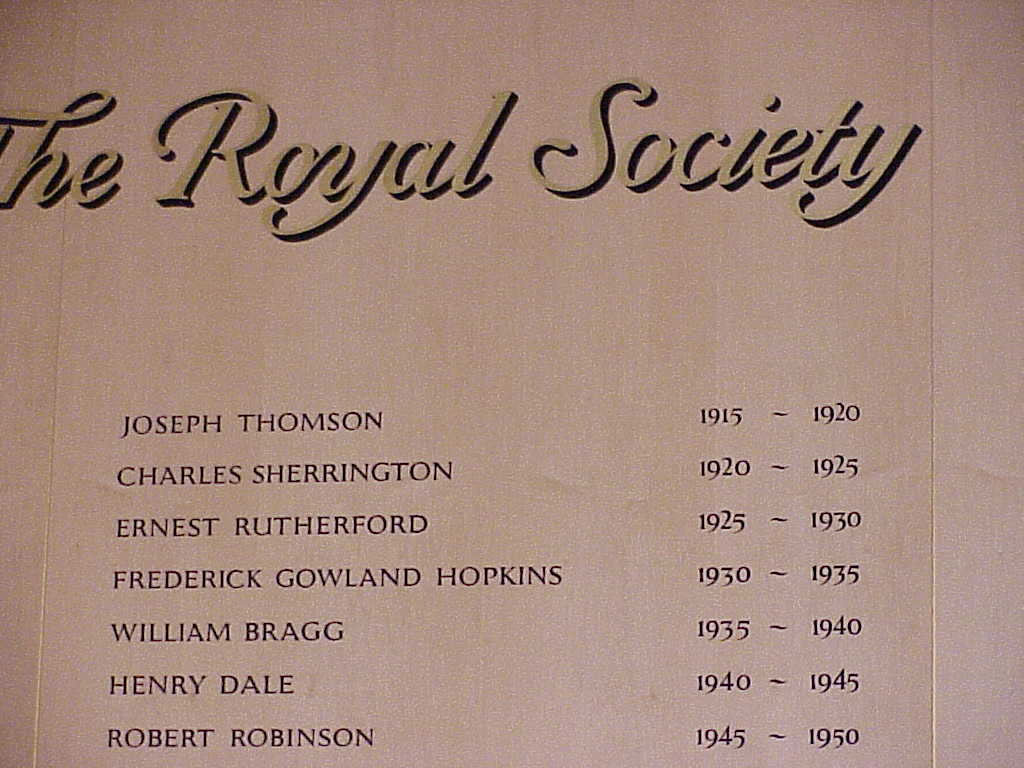 The Royal Society
JOSEPH THOMSON 1915 ~ 1920
CHARLES SHERRINGTON 1920 ~ 1925
ERNEST RUTHERFORD 1925 ~ 1930
FREDERICK GOWLAND HOPKINS 1930 ~ 1935
WILLIAM BRAGG 1935 ~ 1940
HENRY DALE 1940 ~ 1945
ROBERT ROBINSON 1945 ~ 1950